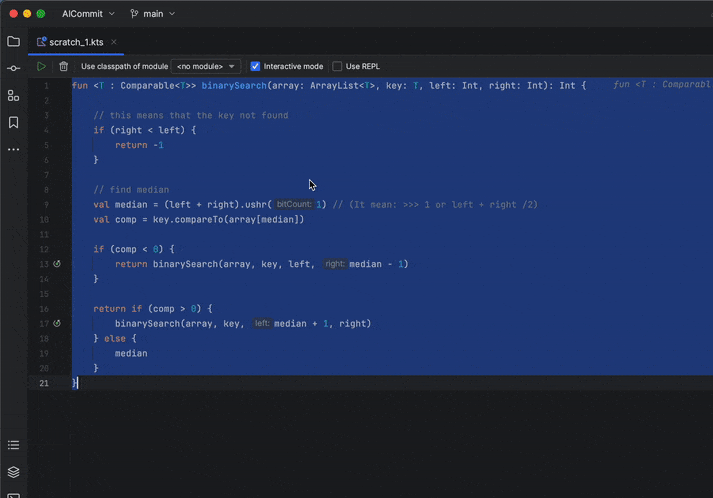 AICommit main
scratch_1.kts
Use classpath of module <no module> Interactive mode Use REPL
1 fun <T : Comparable<T>> binarySearch(array: ArrayList<T>, key: T, left: Int, right: Int): Int { fun <T : Comparabl
2
3 // this means that the key not found
4 if (right < left) {
5 return -1
6 }
7
8 // find median
9 val median = (left + right).ushr( bitCount: 1) // (It mean: >>> 1 or left + right /2)
10 val comp = key.compareTo(array[median])
11
12 if (comp < 0) {
13 return binarySearch(array, key, left, right: median - 1)
14 }
15
16 return if (comp > 0) {
17 binarySearch(array, key, left: median + 1, right)
18 } else {
19 median
20 }
21 }